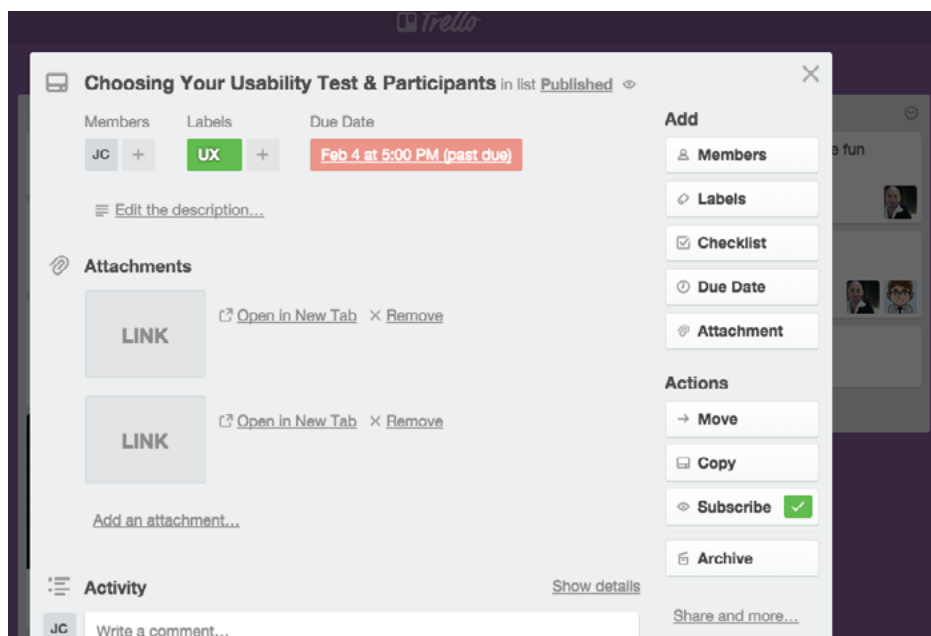 Trello
Choosing Your Usability Test & Participants in list Published
Members Labels Due Date
JC + UX + Feb 4 at 5:00 PM (past due)
Edit the description...
Attachments
LINK
Open in New Tab Remove
LINK
Open in New Tab Remove
Add an attachment...
Activity Show details
JC Write a comment...
Add
Members
Labels
Checklist
Due Date
Attachment
Actions
Move
Copy
Subscribe
Archive
Share and more...
fun